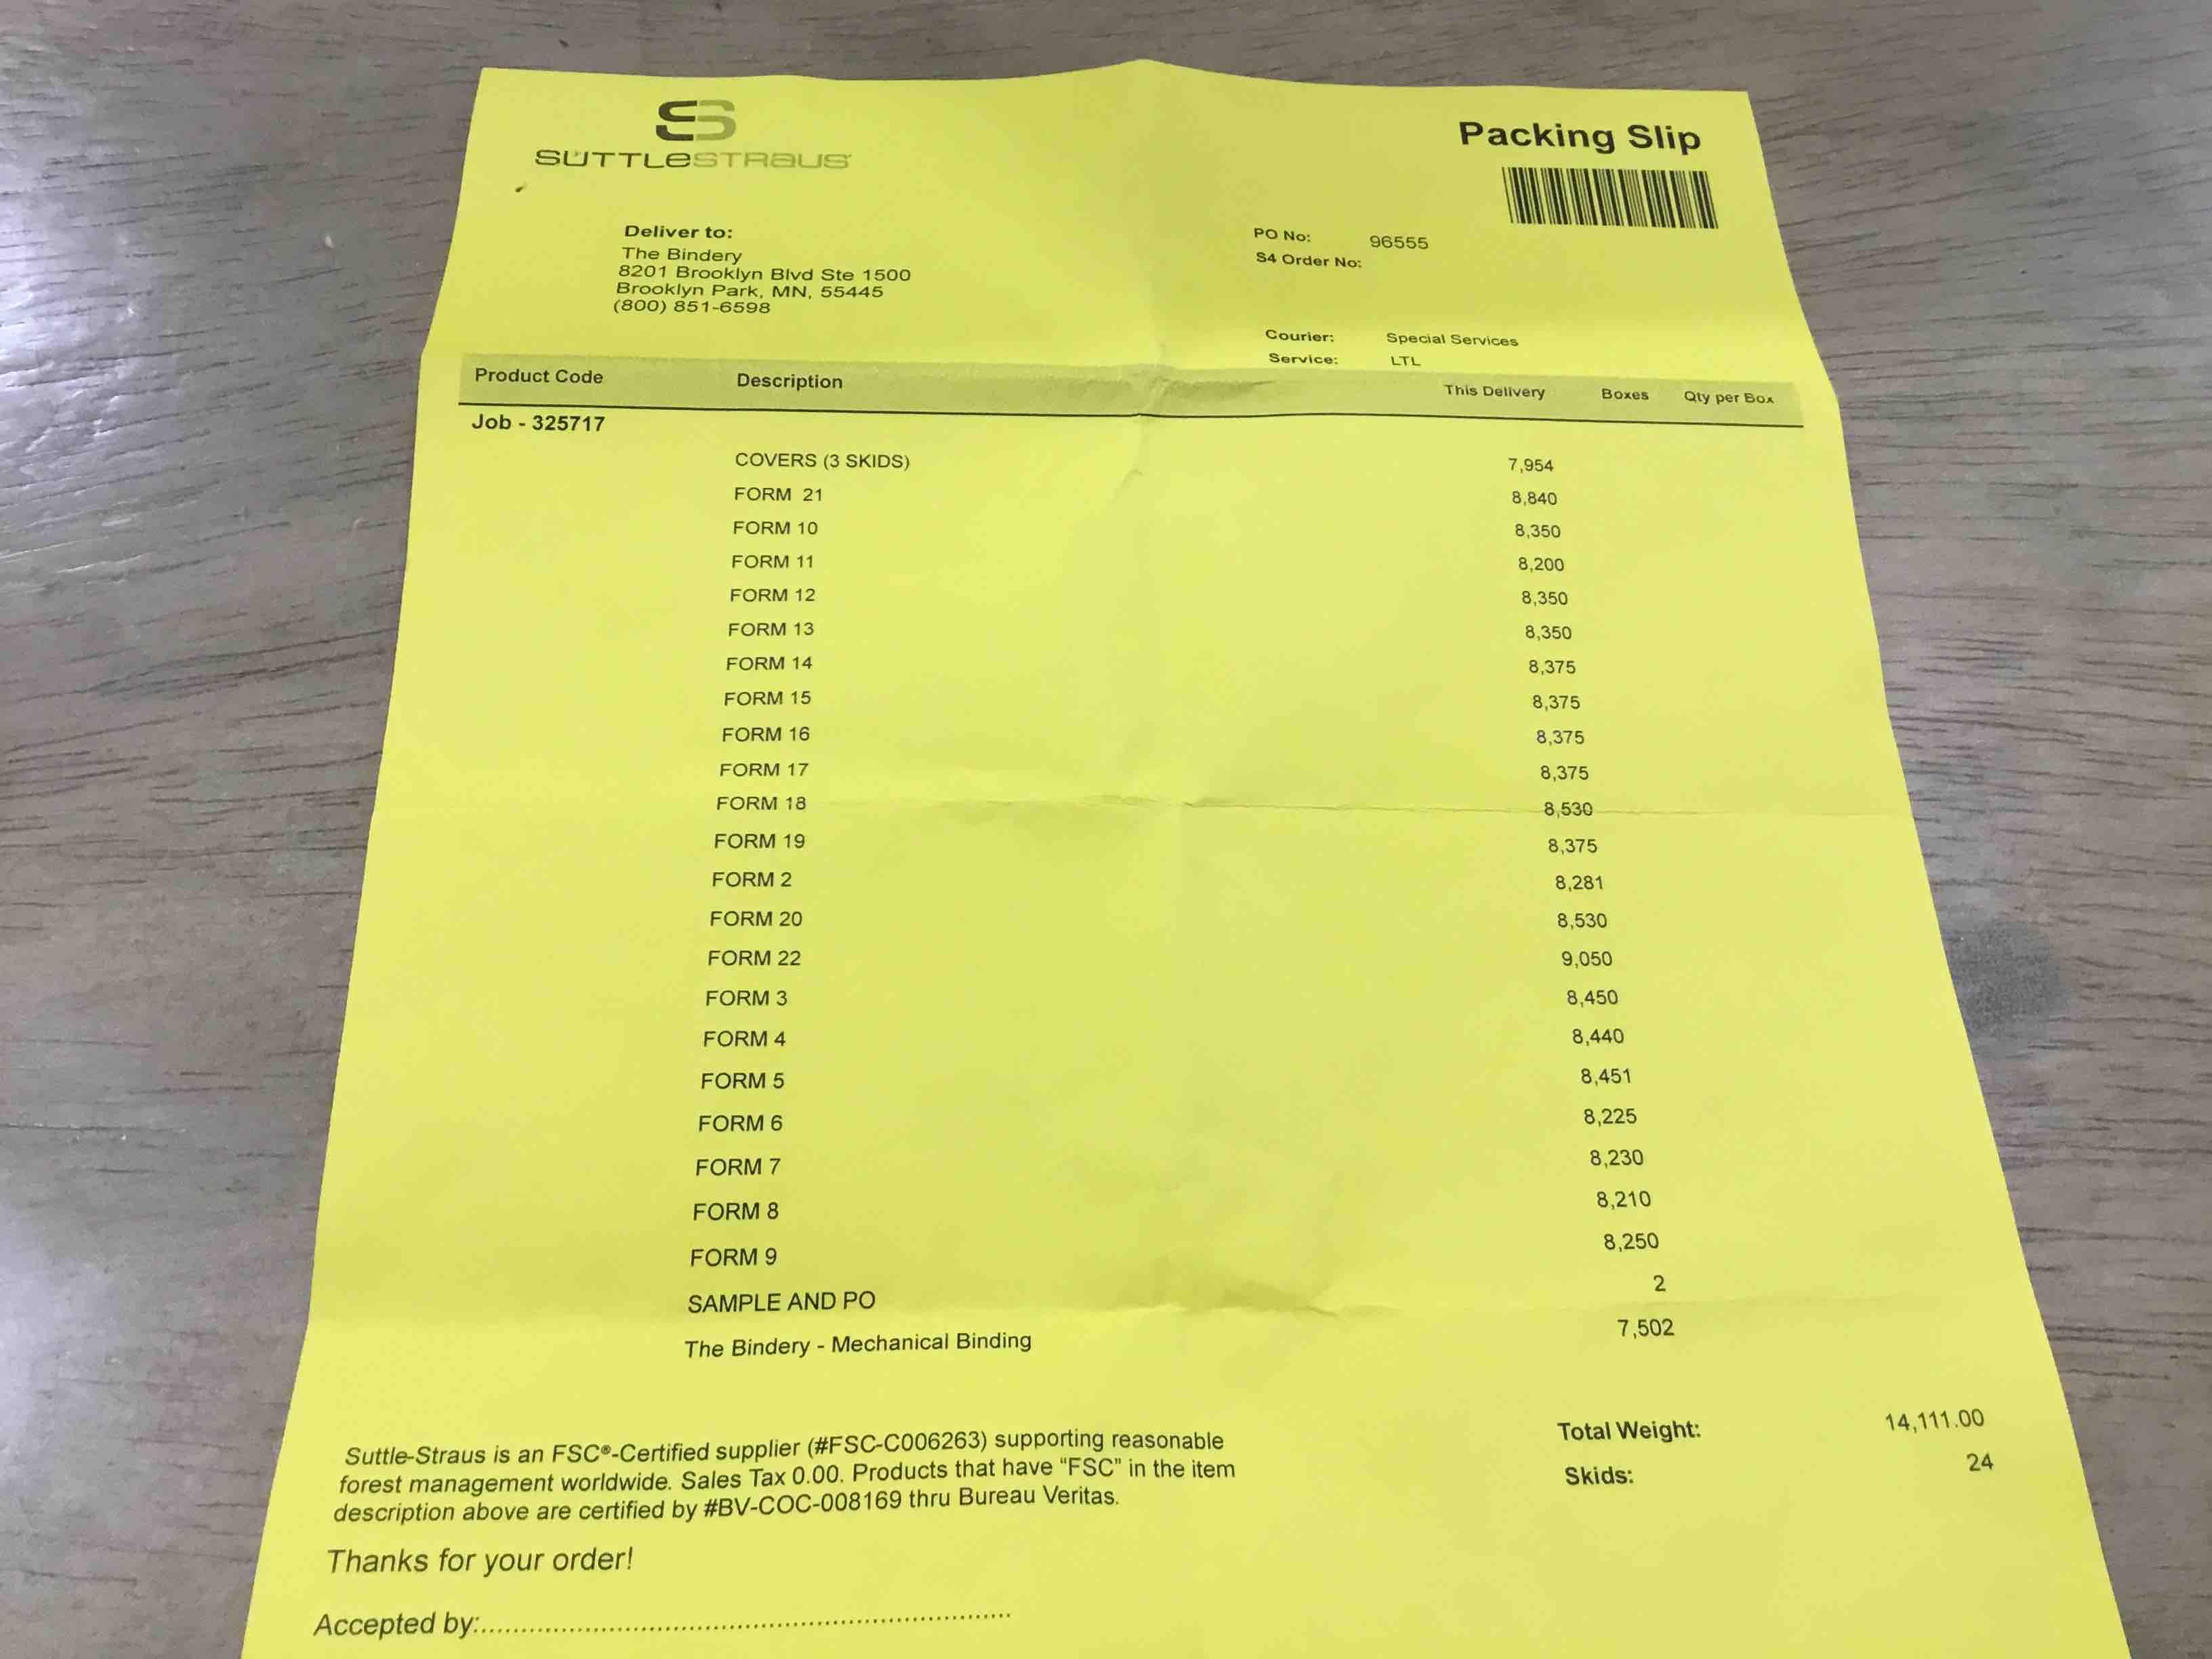 SUTTLESTRAUS
Packing Slip
Deliver to:
The Bindery
8201 Brooklyn Blvd Ste 1500
Brooklyn Park, MN, 55445
(800) 851-6598
PO No: 96555
S4 Order No:
Courier: Special Services
Service: LTL
Product Code Description This Delivery Boxes Qty per Box
Job - 325717
COVERS (3 SKIDS) 7,954
FORM 21 8,840
FORM 10 8,350
FORM 11 8,200
FORM 12 8,350
FORM 13 8,350
FORM 14 8,375
FORM 15 8,375
FORM 16 8,375
FORM 17 8,375
FORM 18 8,530
FORM 19 8,375
FORM 2 8,281
FORM 20 8,530
FORM 22 9,050
FORM 3 8,450
FORM 4 8,440
FORM 5 8,451
FORM 6 8,225
FORM 7 8,230
FORM 8 8,210
FORM 9 8,250
SAMPLE AND PO 2
The Bindery - Mechanical Binding 7,502
Total Weight: 14,111.00
Skids: 24
Suttle-Straus is an FSC®-Certified supplier (#FSC-C006263) supporting reasonable
forest management worldwide. Sales Tax 0.00. Products that have “FSC” in the item
description above are certified by #BV-COC-008169 thru Bureau Veritas.
Thanks for your order!
Accepted by:....................................................................